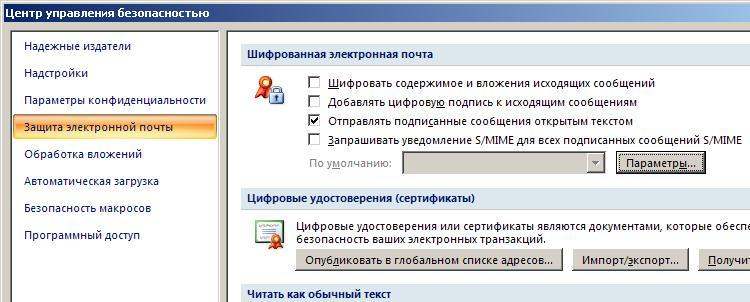 Центр управления безопасностью
Надежные издатели
Надстройки
Параметры конфиденциальности
Защита электронной почты
Обработка вложений
Автоматическая загрузка
Безопасность макросов
Программный доступ
Шифрованная электронная почта
Шифровать содержимое и вложения исходящих сообщений
Добавлять цифровую подпись к исходящим сообщениям
Отправлять подписанные сообщения открытым текстом
Запрашивать уведомление S/MIME для всех подписанных сообщений S/MIME
По умолчанию:
Параметры...
Цифровые удостоверения (сертификаты)
Цифровые удостоверения или сертификаты являются документами, которые обеспе
безопасность ваших электронных транзакций.
Опубликовать в глобальном списке адресов... Импорт/экспорт... Получит
Читать как обычный текст